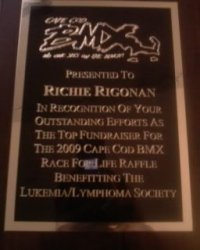 CAPE COD
BMX
PRESENTED TO
RICHIE RIGONAN
IN RECOGNITION OF YOUR
OUTSTANDING EFFORTS AS
THE TOP FUNDRAISER FOR
THE 2009 CAPE COD BMX
RACE FOR LIFE RAFFLE
BENEFITTING THE
LUKEMIA/LYMPHOMA SOCIETY